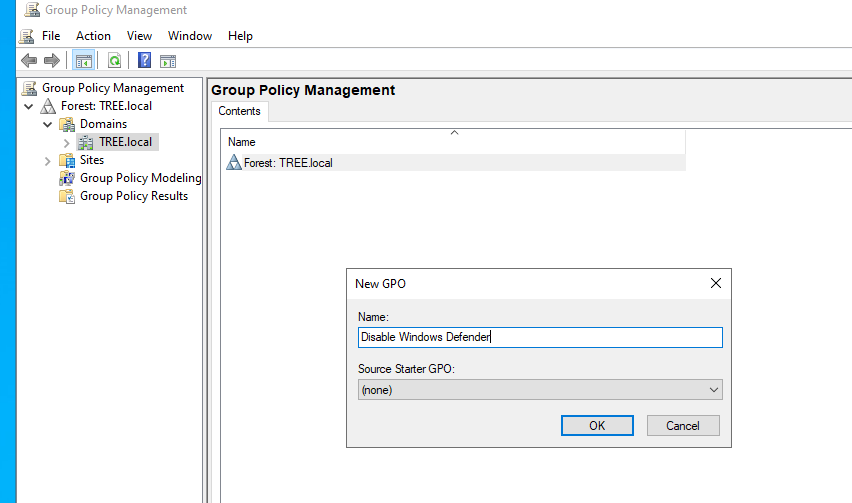 Group Policy Management
File Action View Window Help
Group Policy Management
Forest: TREE.local
Domains
TREE.local
Sites
Group Policy Modeling
Group Policy Results
Group Policy Management
Contents
Name
Forest: TREE.local
New GPO
Name:
Disable Windows Defender
Source Starter GPO:
(none)
OK Cancel